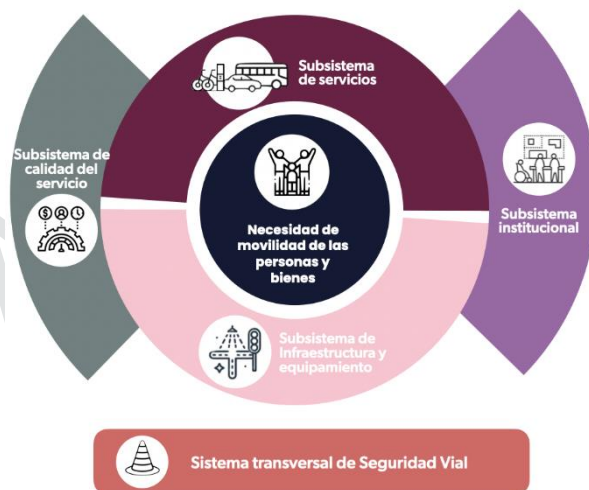 Subsistema
de servicios
Subsistema de
calidad del
servicio
Necesidad de
movilidad de las
personas y
bienes
Subsistema
institucional
Subsistema de
Infraestructura y
equipamiento
Sistema transversal de Seguridad Vial